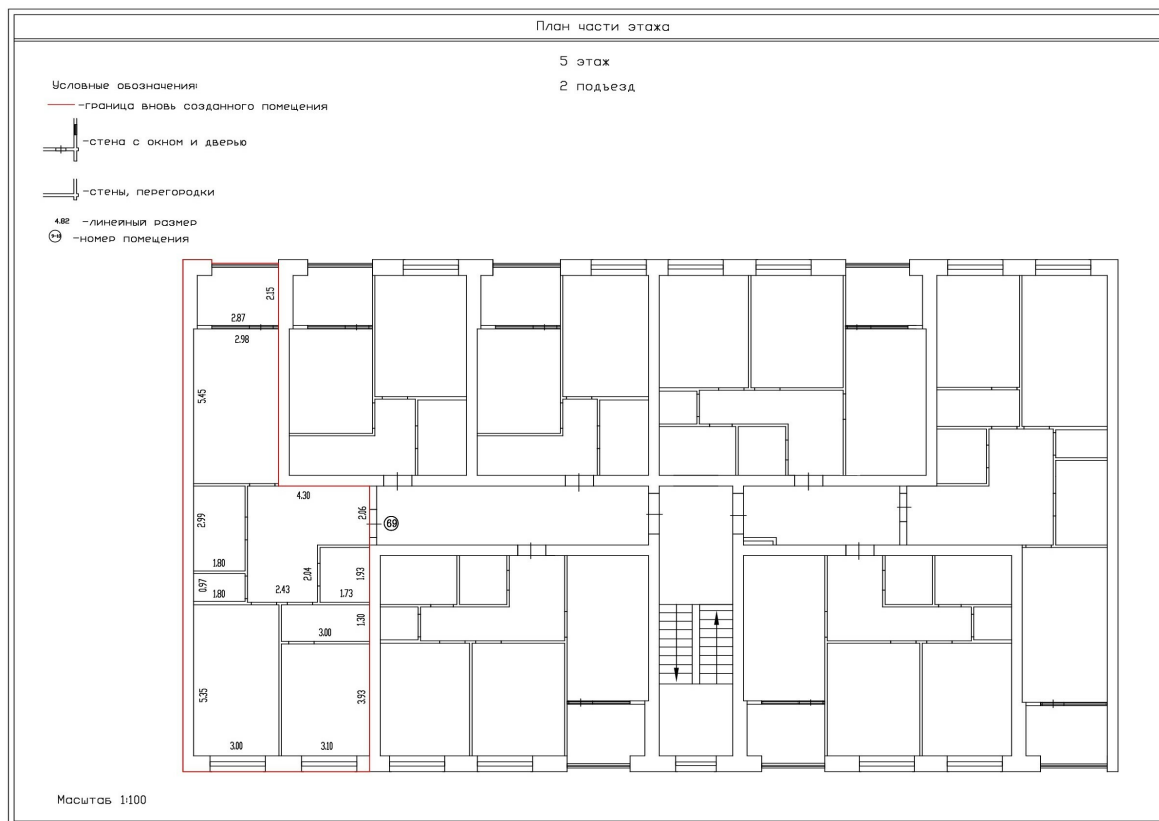 План части этажа
5 этаж
2 подъезд
Условные обозначения:
-граница вновь созданного помещения
-стена с окном и дверью
-стены, перегородки
4.82 -линейный размер
-номер помещения
2.15
2.87
2.98
5.45
4.30
2.99
2.06
69
1.80
0.97
1.80
2.43
2.04
1.93
1.73
1.30
3.00
5.35
3.93
3.00
3.10
Масштаб 1:100